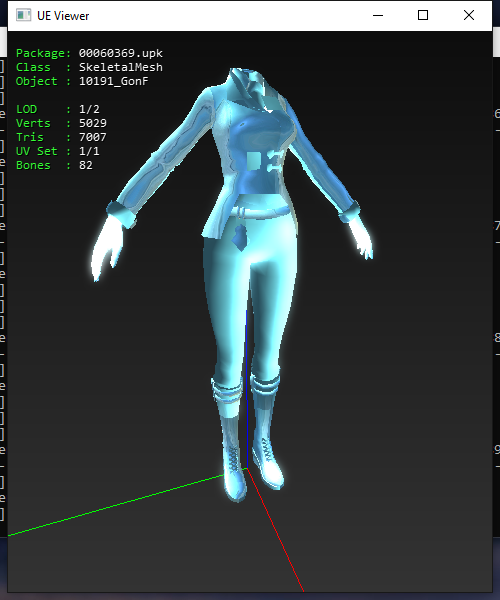 UE Viewer
Package: 00060369.upk
Class : SkeletalMesh
Object : 10191_GonF
LOD : 1/2
Verts : 5029
Tris : 7007
UV Set : 1/1
Bones : 82